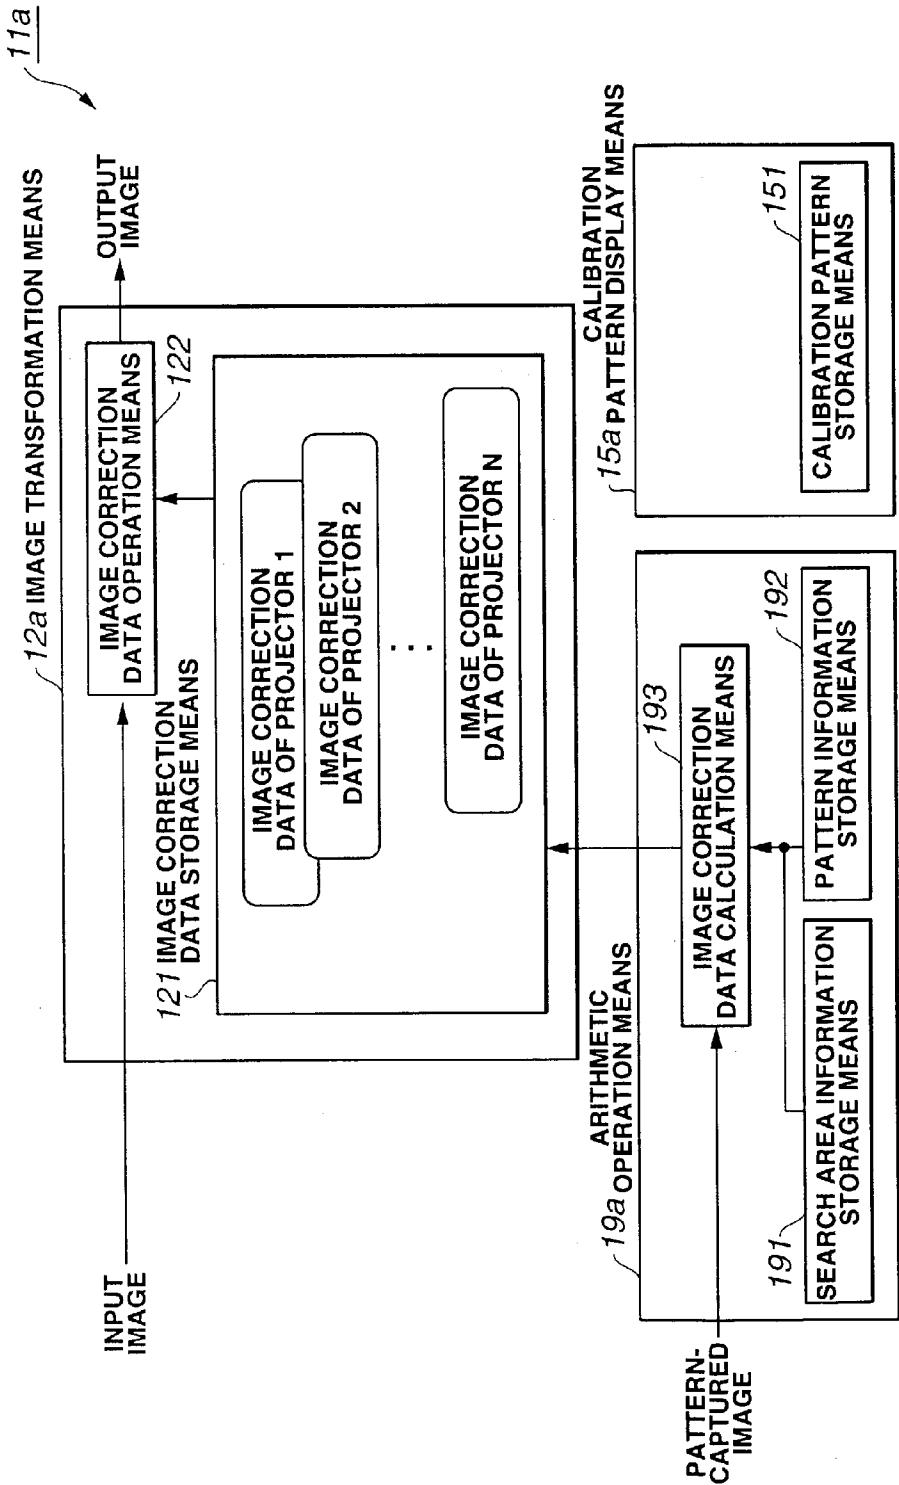 11a
12a IMAGE TRANSFORMATION MEANS
INPUT
IMAGE
IMAGE CORRECTION
DATA OPERATION MEANS
122
OUTPUT
IMAGE
121 IMAGE CORRECTION
DATA STORAGE MEANS
IMAGE CORRECTION
DATA OF PROJECTOR 1
IMAGE CORRECTION
DATA OF PROJECTOR 2
...
IMAGE CORRECTION
DATA OF PROJECTOR N
19a ARITHMETIC
OPERATION MEANS
PATTERN-
CAPTURED
IMAGE
193
IMAGE CORRECTION
DATA CALCULATION MEANS
191
SEARCH AREA INFORMATION
STORAGE MEANS
192
PATTERN INFORMATION
STORAGE MEANS
15a CALIBRATION
PATTERN DISPLAY MEANS
151
CALIBRATION PATTERN
STORAGE MEANS